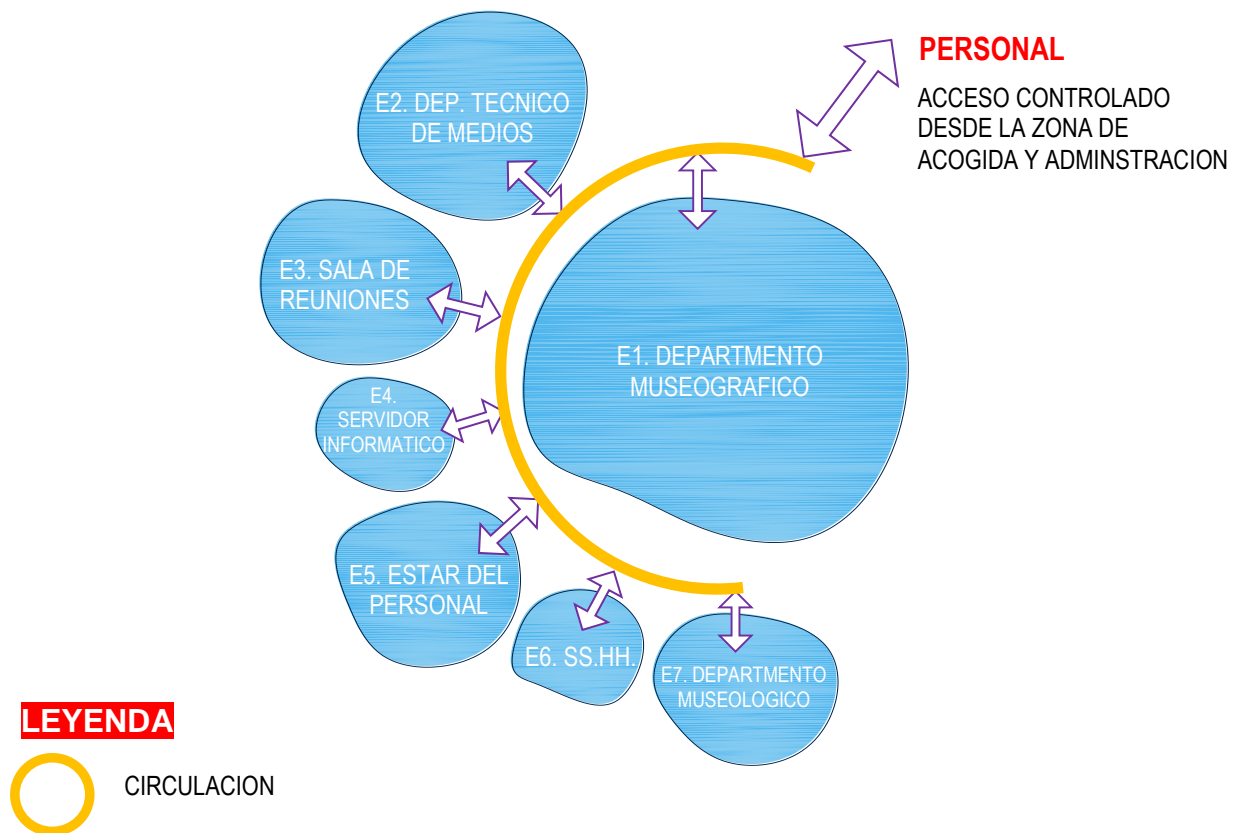 PERSONAL
ACCESO CONTROLADO
DESDE LA ZONA DE
ACOGIDA Y ADMINSTRACION
E2. DEP. TECNICO
DE MEDIOS
E3. SALA DE
REUNIONES
E1. DEPARTMENTO
MUSEOGRAFICO
E4.
SERVIDOR
INFORMATICO
E5. ESTAR DEL
PERSONAL
E6. SS.HH.
E7. DEPARTMENTO
MUSEOLOGICO
LEYENDA
CIRCULACION